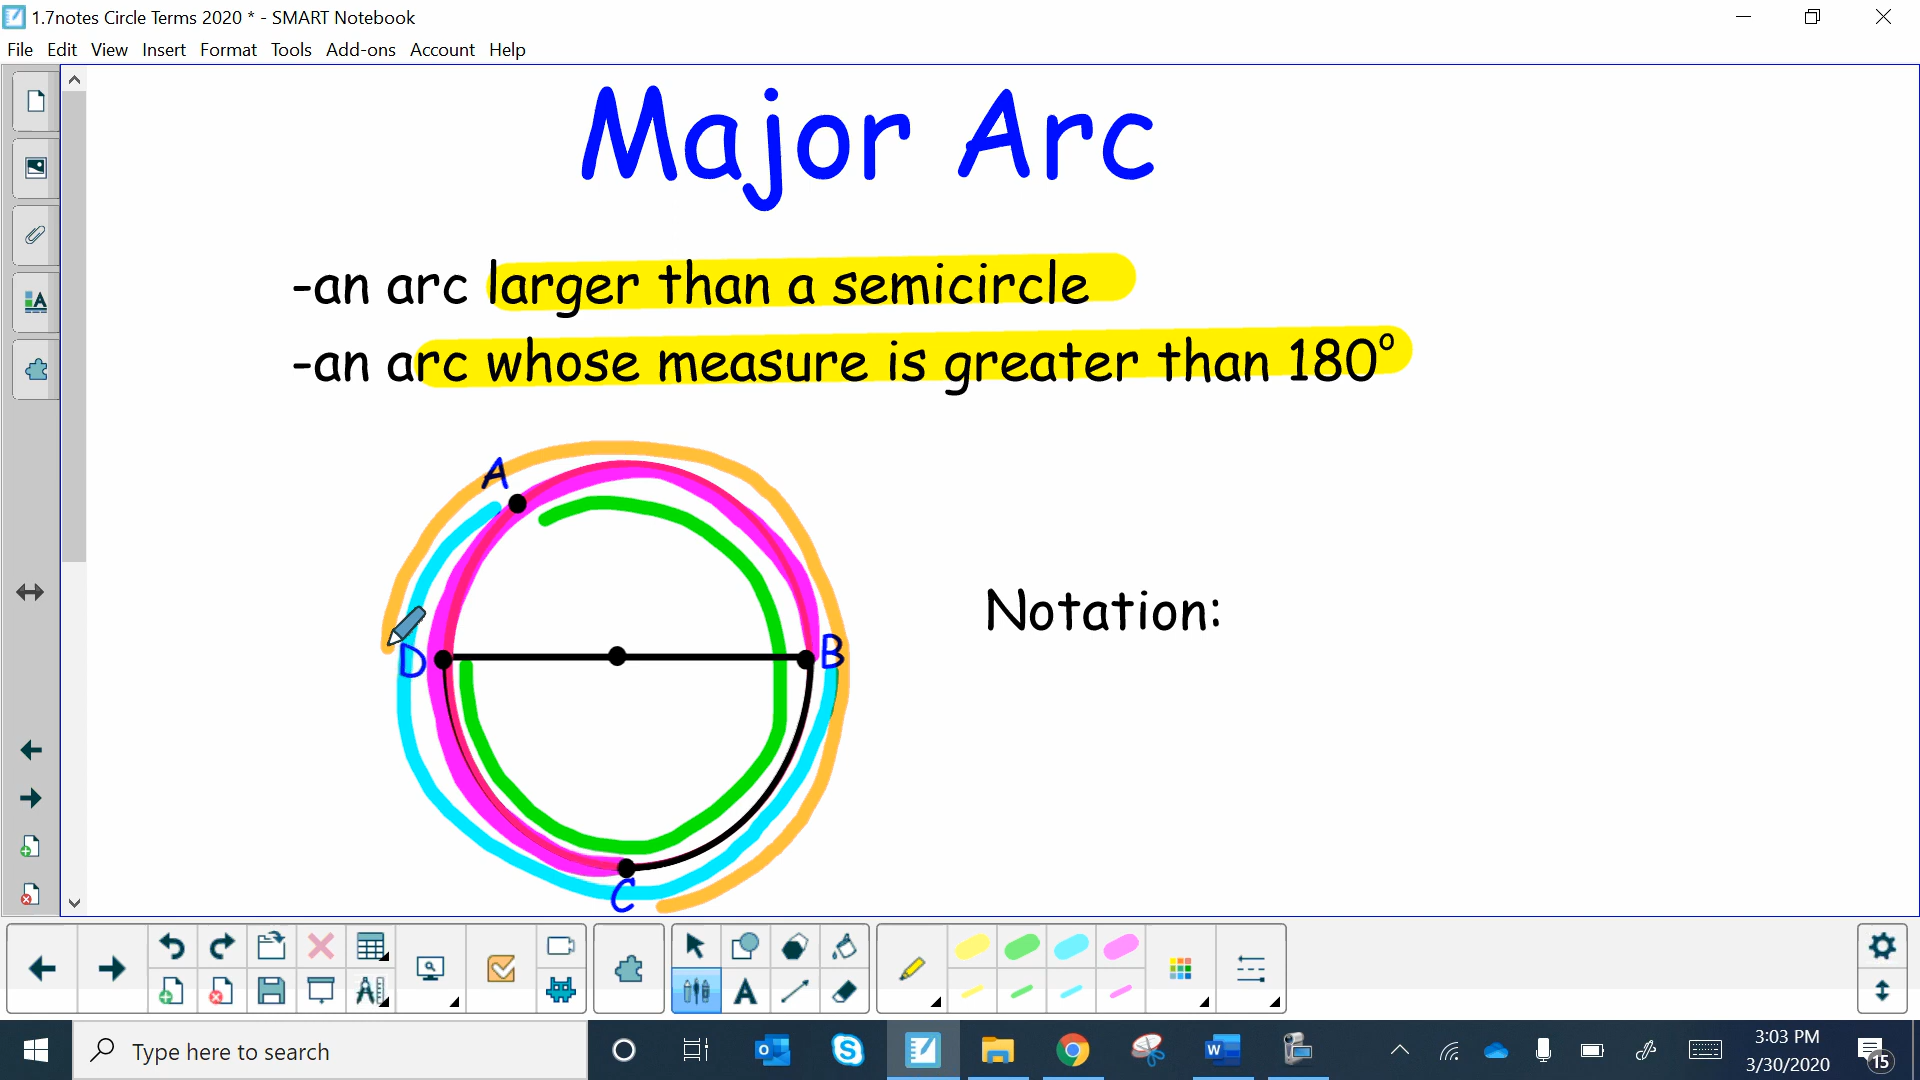 1.7notes Circle Terms 2020 * - SMART Notebook
File Edit View Insert Format Tools Add-ons Account Help
Major Arc
-an arc larger than a semicircle
-an arc whose measure is greater than 180°
A
Notation:
D
B
C
Type here to search
3:03 PM
3/30/2020
15